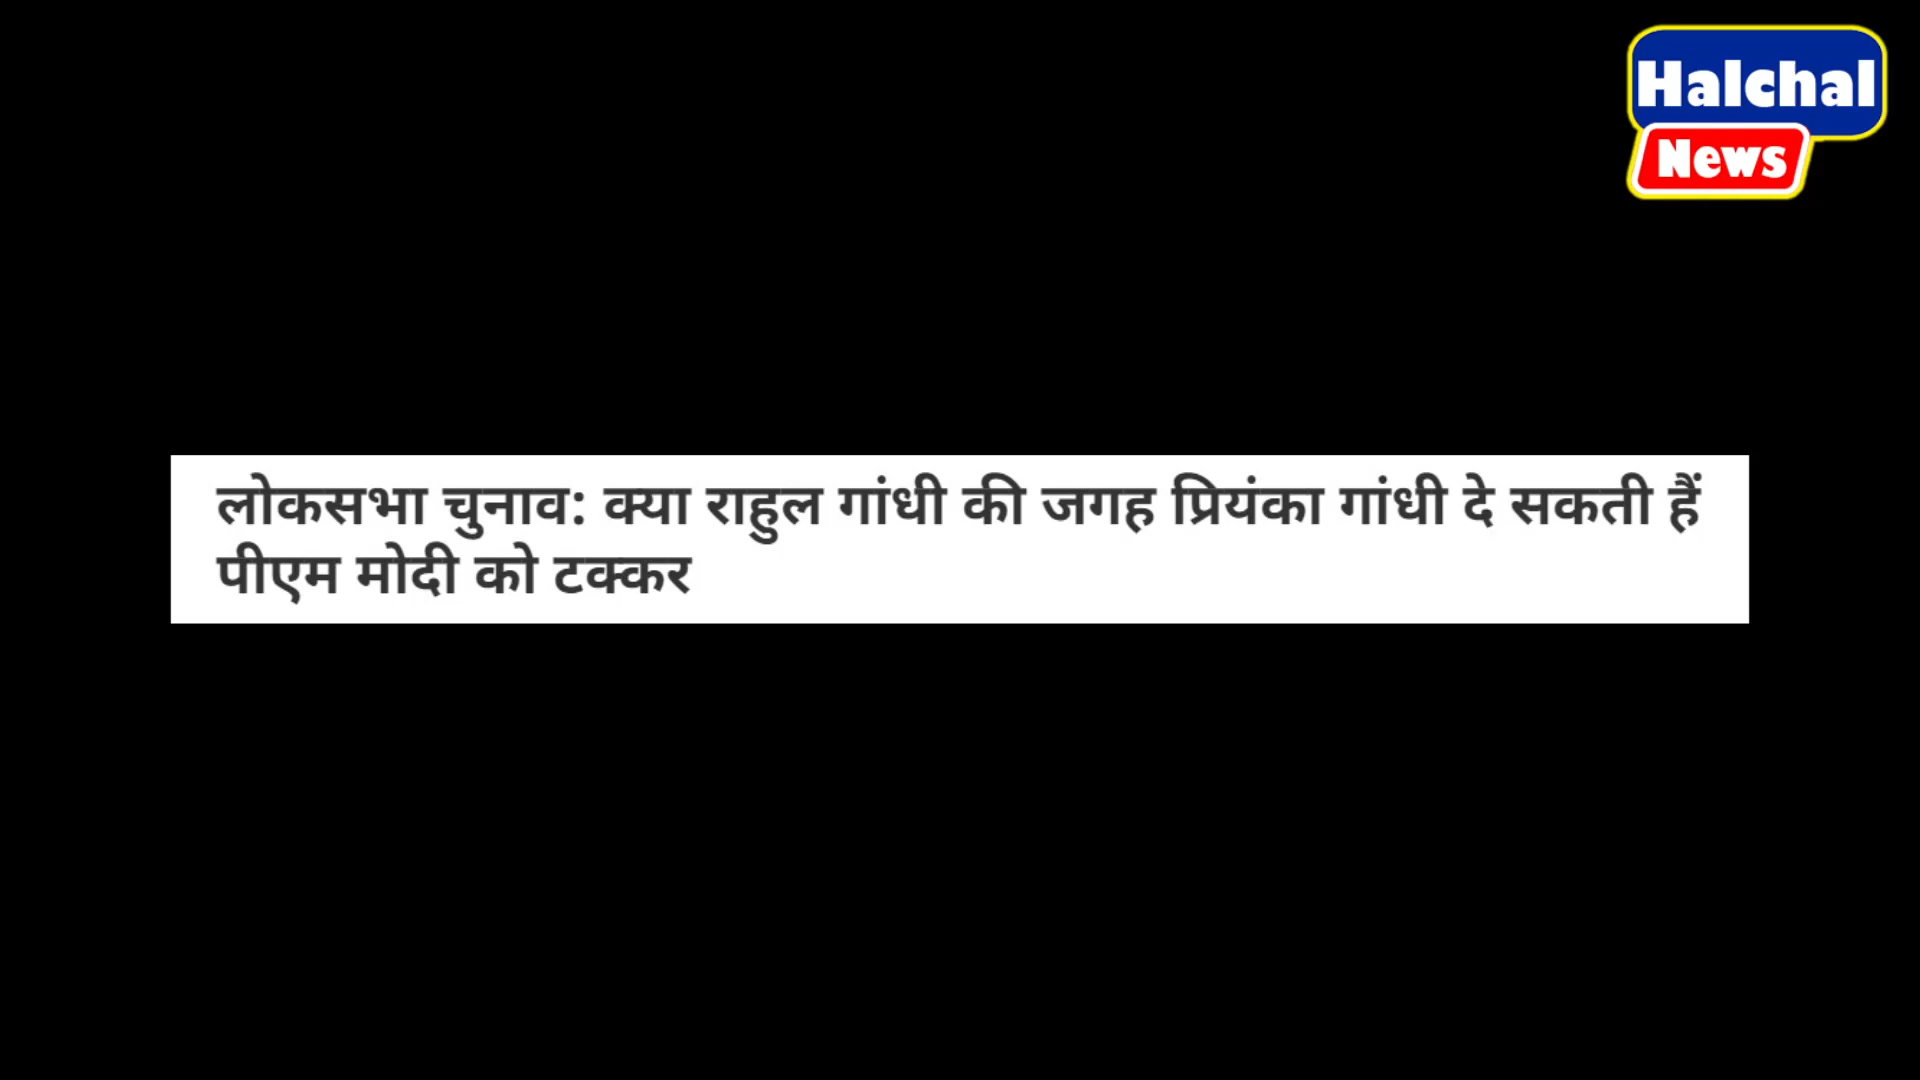 Halchal
News
लोकसभा चुनाव: क्या राहुल गांधी की जगह प्रियंका गांधी दे सकती हैं
पीएम मोदी को टक्कर